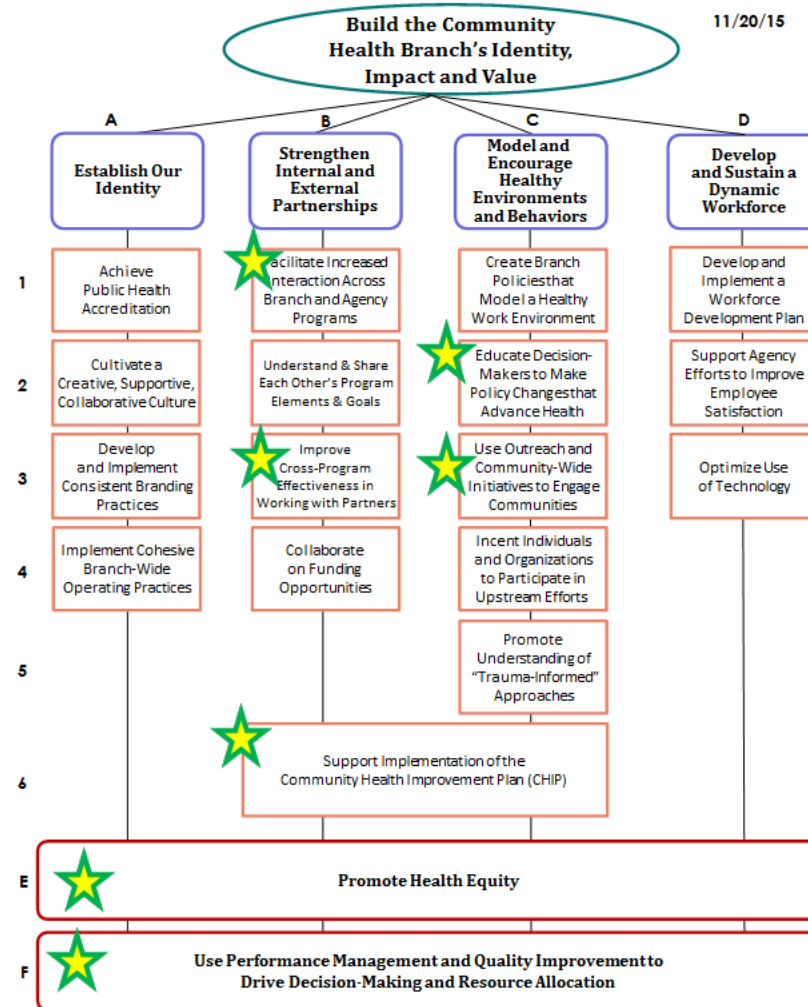 Build the Community
Health Branch's Identity,
Impact and Value
11/20/15
A
B
C
D
Establish Our
Identity
Strengthen
Internal and
External
Partnerships
Model and
Encourage
Healthy
Environments
and Behaviors
Develop
and Sustain a
Dynamic
Workforce
1
Achieve
Public Health
Accreditation
Facilitate Increased
Interaction Across
Branch and Agency
Programs
Create Branch
Policiesthat
Model a Healthy
Work Environment
Develop and
Implement a
Workforce
Development Plan
2
Cultivate a
Creative, Supportive,
Collaborative Culture
Understand & Share
Each Other's Program
Elements & Goals
Educate Decision-
Makers to Make
Policy Changesthat
Advance Health
Support Agency
Efforts to Improve
Employee
Satisfaction
3
Develop
and Implement
Consistent Branding
Practices
Improve
Cross-Program
Effectiveness in
Working with Partners
Use Outreach and
Community-Wide
Initiatives to Engage
Communities
Optimize Use
of Technology
4
Implement Cohesive
Branch-Wide
Operating Practices
Collaborate
on Funding
Opportunities
Incent Individuals
and Organizations
to Participate in
Upstream Efforts
5
Promote
Understanding of
"Trauma-Informed"
Approaches
6
Support Implementation of the
Community Health Improvement Plan (CHIP)
E
Promote Health Equity
F
Use Performance Management and Quality Improvement to
Drive Decision-Making and Resource Allocation